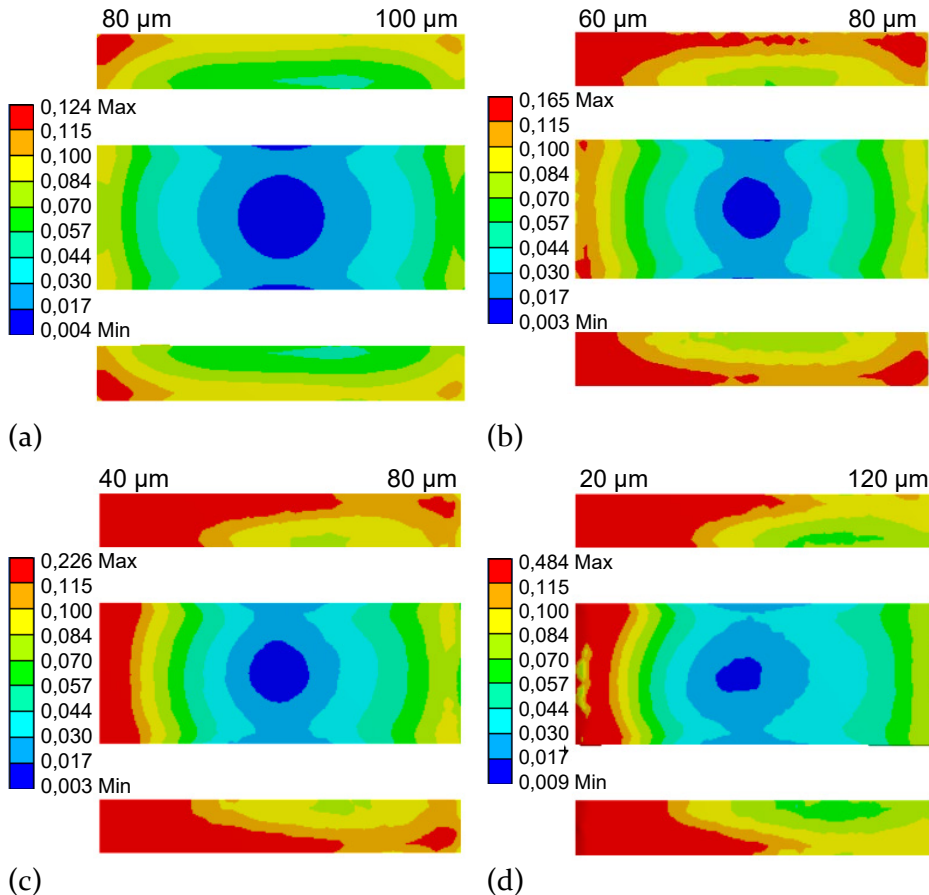 80 µm 100 µm
0,124 Max
0,115
0,100
0,084
0,070
0,057
0,044
0,030
0,017
0,004 Min
(a)
60 µm 80 µm
0,165 Max
0,115
0,100
0,084
0,070
0,057
0,044
0,030
0,017
0,003 Min
(b)
40 µm 80 µm
0,226 Max
0,115
0,100
0,084
0,070
0,057
0,044
0,030
0,017
0,003 Min
(c)
20 µm 120 µm
0,484 Max
0,115
0,100
0,084
0,070
0,057
0,044
0,030
0,017
0,009 Min
(d)